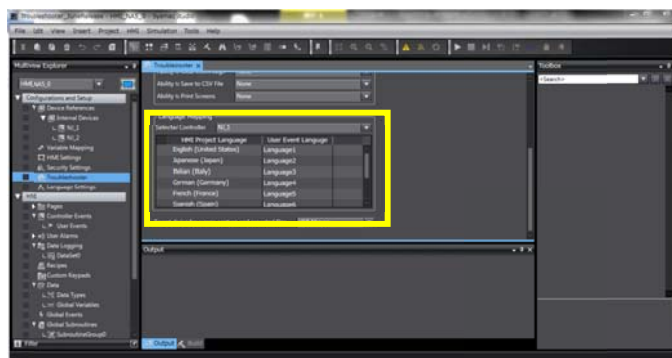 File Edit View Insert Project HMI Simulation Tools Help
Multiview Explorer
HMI_NA5_0
Configurations and Setup
Device References
Internal Devices
NJ_1
NJ_2
Variable Mapping
HMI Settings
Security Settings
Troubleshooter
Language Settings
HMI
Pages
Controller Events
User Events
User Alarms
Data Logging
DataSet0
Recipes
Custom Keypads
Data
Data Types
Global Variables
Global Events
Global Subroutines
SubroutineGroup0
Filter
Troubleshooter
Ability is Save to CSV File None
Ability is Print Screens None
Language Mapping
Selected Controller NJ_1
HMI Project Language User Event Language
English (United States) Language1
Japanese (Japan) Language2
Italian (Italy) Language3
German (Germany) Language4
French (France) Language5
Spanish (Spain) Language6
Output
Output Build
Toolbox
<Search>